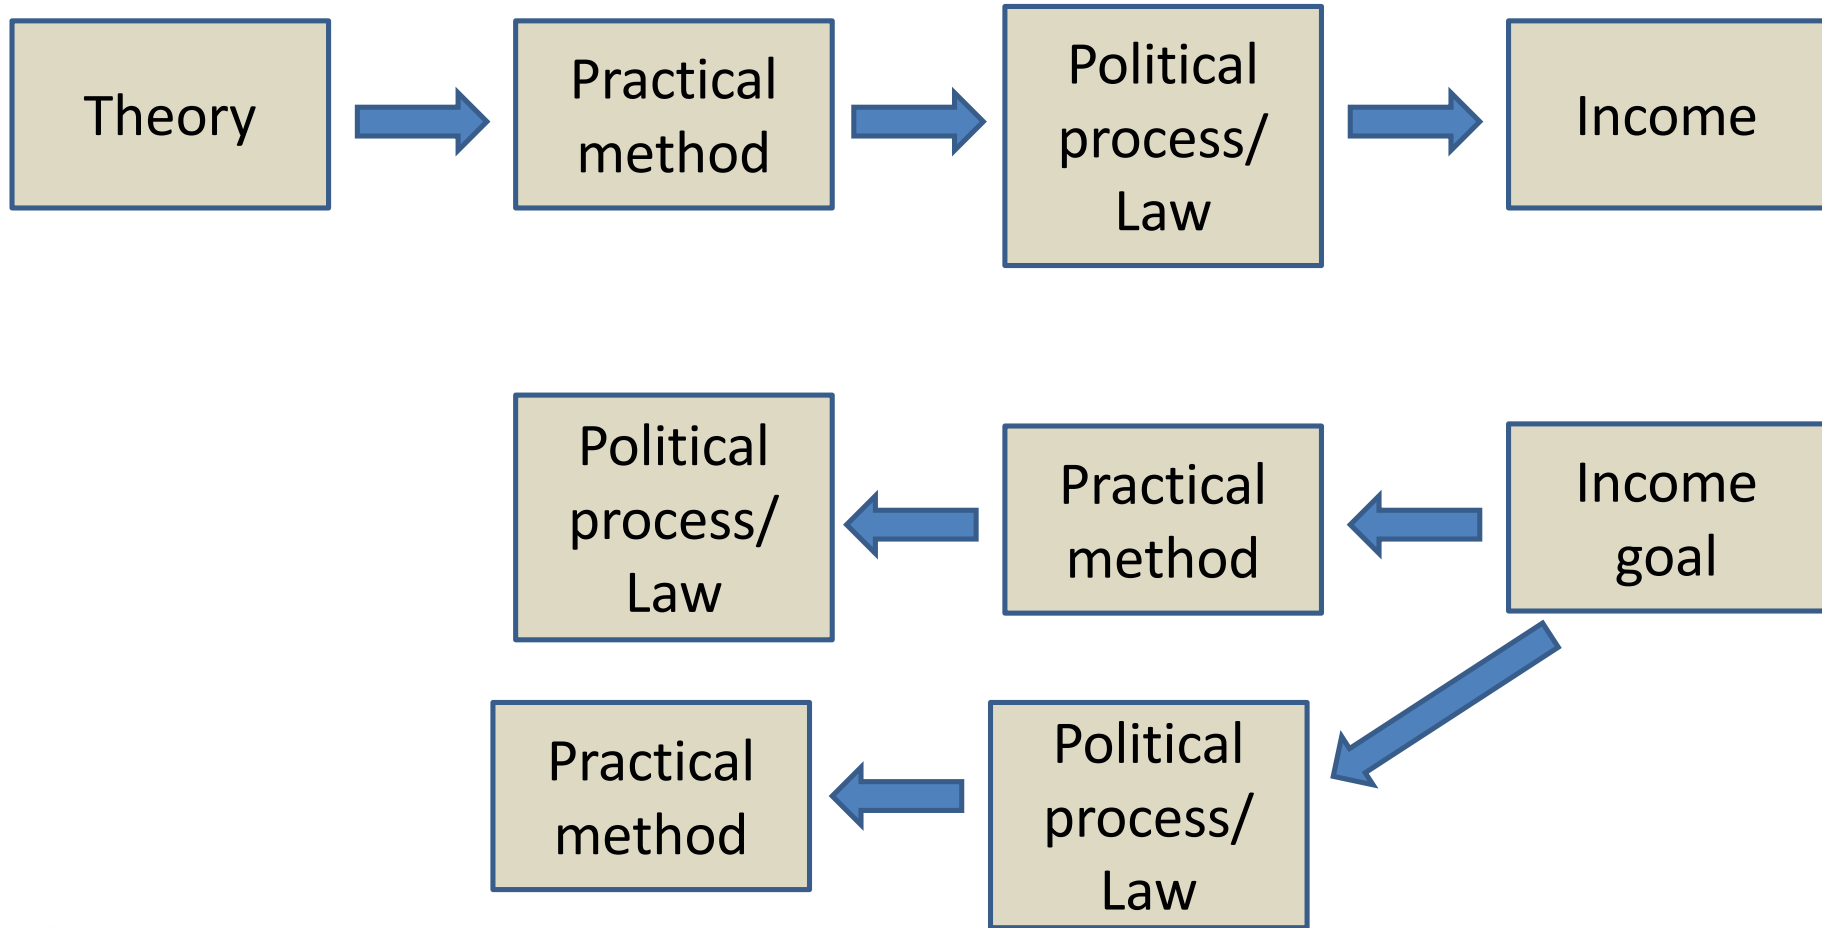 Theory
Practical
method
Political
process/
Law
Income
Political
process/
Law
Practical
method
Income
goal
Practical
method
Political
process/
Law